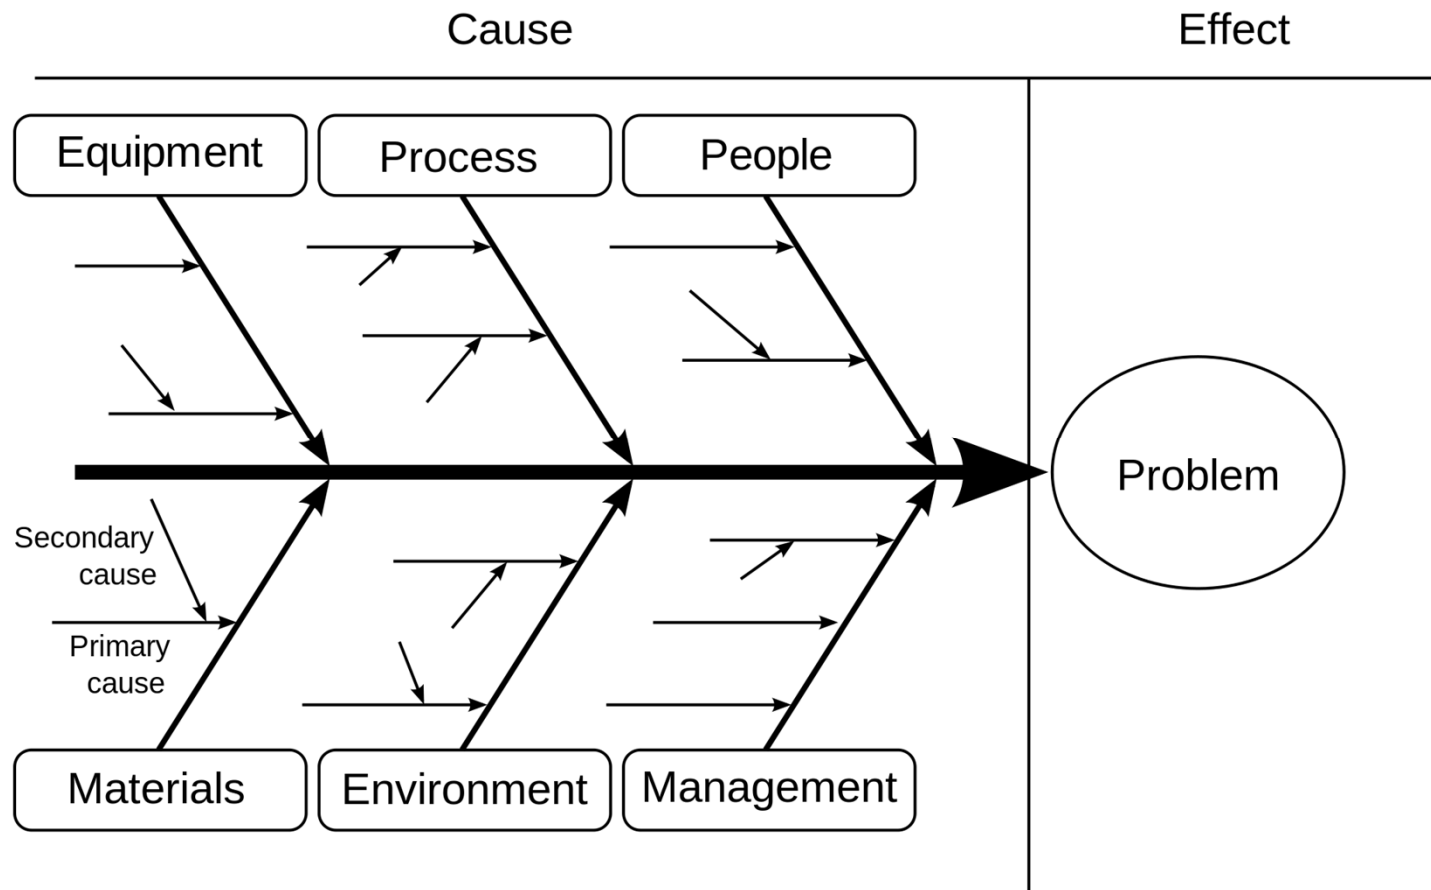 Cause
Effect
Equipment
Process
People
Problem
Secondary
cause
Primary
cause
Materials
Environment
Management